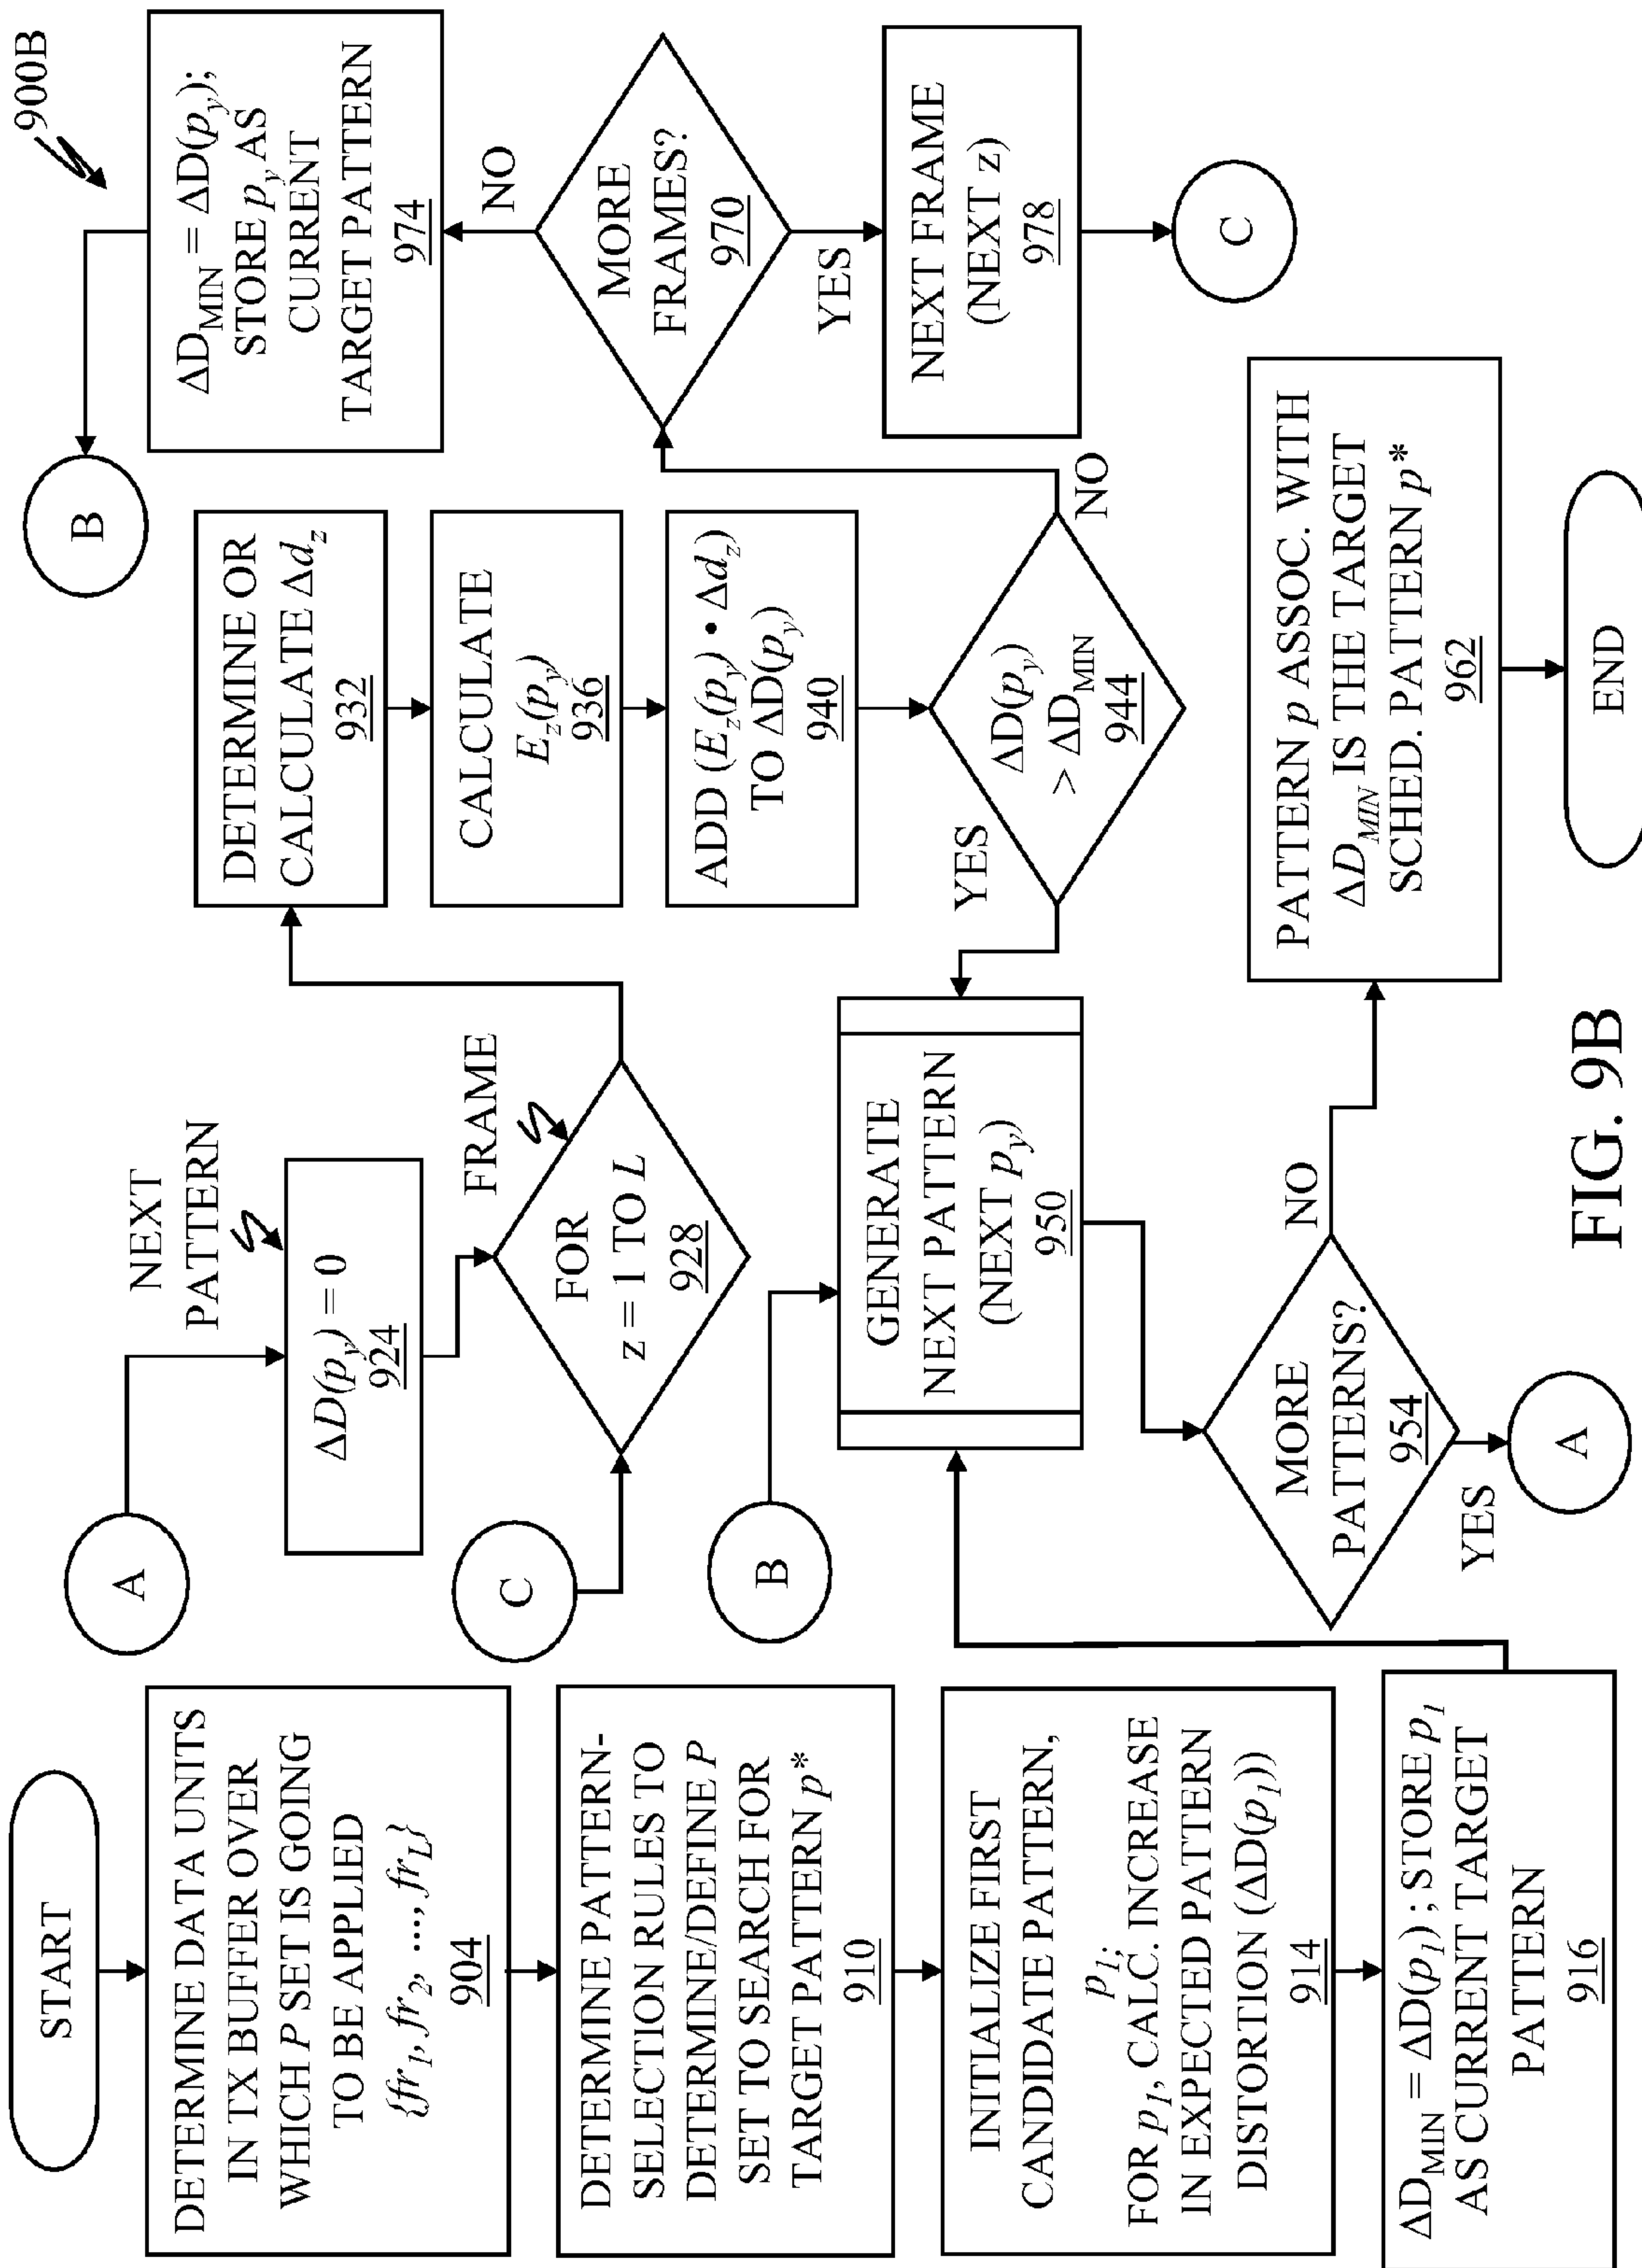 900B
START
DETERMINE DATA UNITS
IN TX BUFFER OVER
WHICH P SET IS GOING
TO BE APPLIED
{fr1, fr2, ..., frL}
904
DETERMINE PATTERN-
SELECTION RULES TO
DETERMINE/DEFINE P
SET TO SEARCH FOR
TARGET PATTERN p*
910
INITIALIZE FIRST
CANDIDATE PATTERN,
p1;
FOR p1, CALC. INCREASE
IN EXPECTED PATTERN
DISTORTION (ΔD(p1))
914
ΔDMIN = ΔD(p1); STORE p1
AS CURRENT TARGET
PATTERN
916
A
NEXT
PATTERN
ΔD(py) = 0
924
C
FRAME
FOR
z = 1 TO L
928
B
GENERATE
NEXT PATTERN
(NEXT py)
950
MORE
PATTERNS?
954
YES
A
NO
DETERMINE OR
CALCULATE Δdz
932
CALCULATE
Ez(py)
936
ADD (Ez(py) • Δdz)
TO ΔD(py)
940
ΔD(py)
> ΔDMIN
944
YES
NO
PATTERN p ASSOC. WITH
ΔDMIN IS THE TARGET
SCHED. PATTERN p*
962
END
B
ΔDMIN = ΔD(py);
STORE py AS
CURRENT
TARGET PATTERN
974
NO
MORE
FRAMES?
970
YES
NEXT FRAME
(NEXT z)
978
C
FIG. 9B